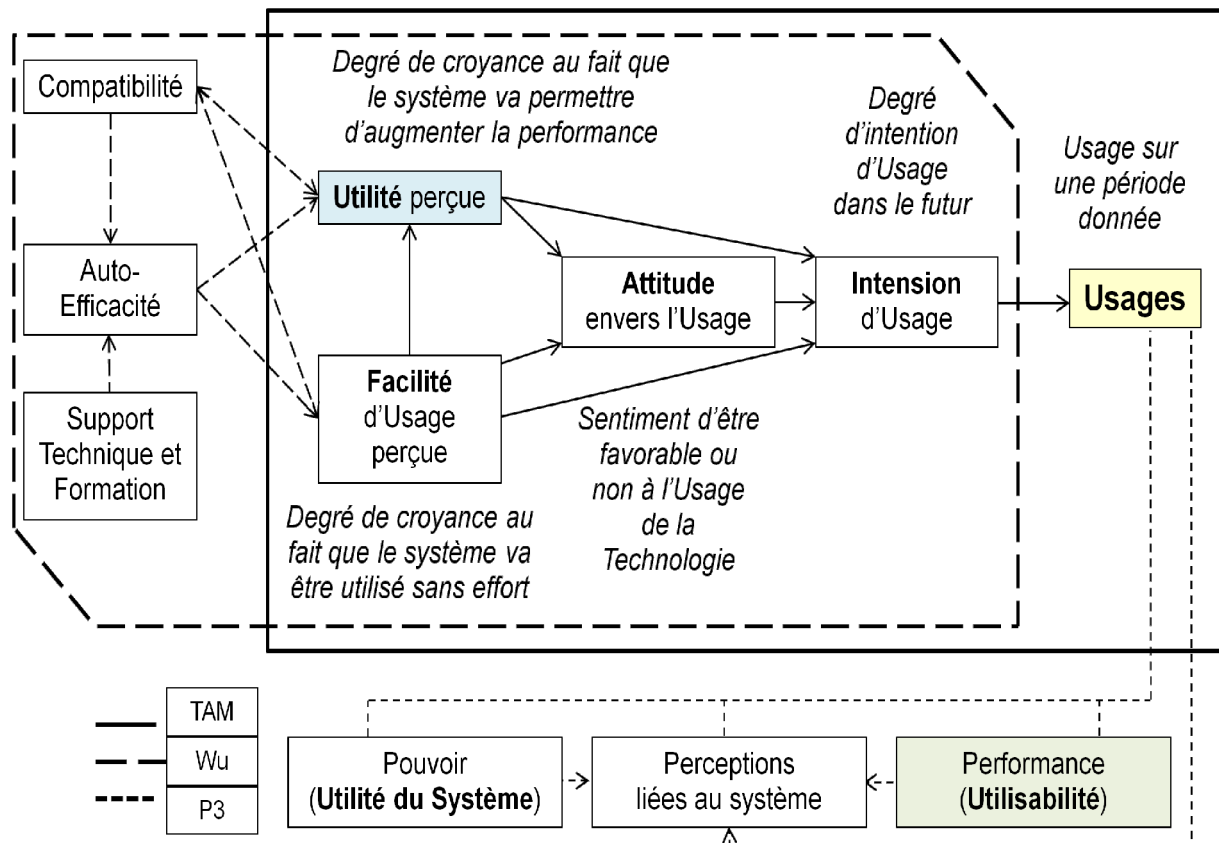 Compatibilité
Degré de croyance au fait que
le système va permettre
d'augmenter la performance
Degré
d'intention
d'Usage
dans le futur
Usage sur
une période
donnée
Utilité perçue
Auto-
Efficacité
Attitude
envers l'Usage
Intension
d'Usage
Usages
Facilité
d'Usage
perçue
Support
Technique et
Formation
Sentiment d'être
favorable ou
non à l'Usage
de la
Technologie
Degré de croyance au
fait que le système va
être utilisé sans effort
TAM
Wu
P3
Pouvoir
(Utilité du Système)
Perceptions
liées au système
Performance
(Utilisabilité)